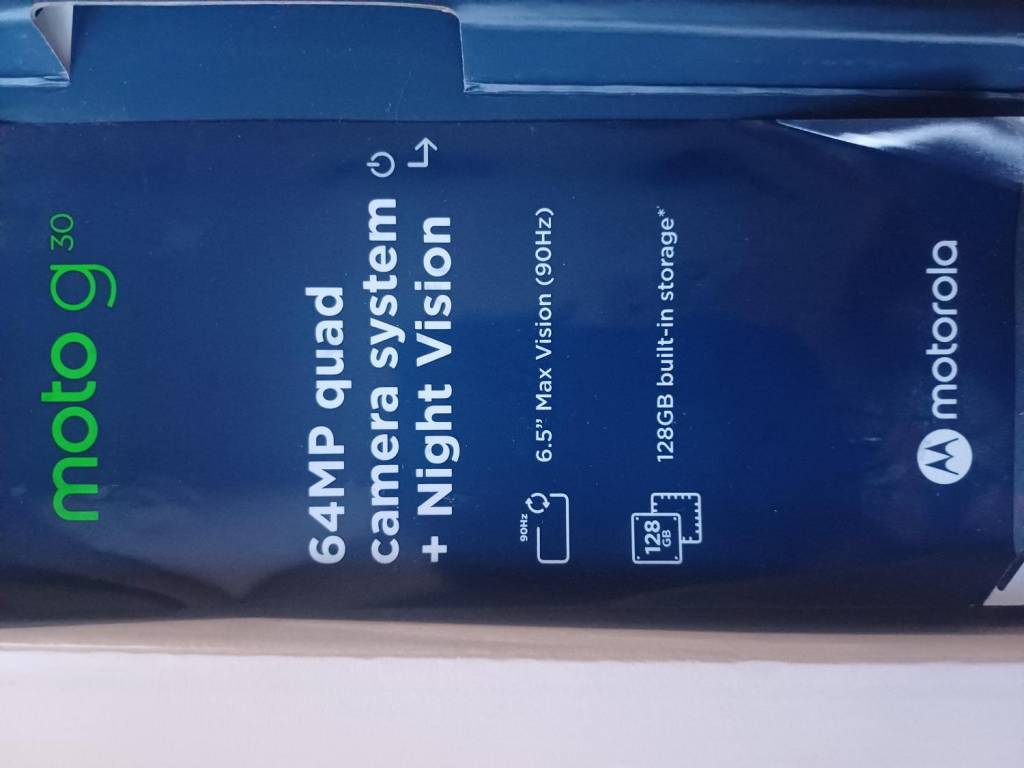 moto g 30
64MP quad
camera system
+ Night Vision
90Hz
6.5” Max Vision (90Hz)
128
GB
128GB built-in storage*
motorola